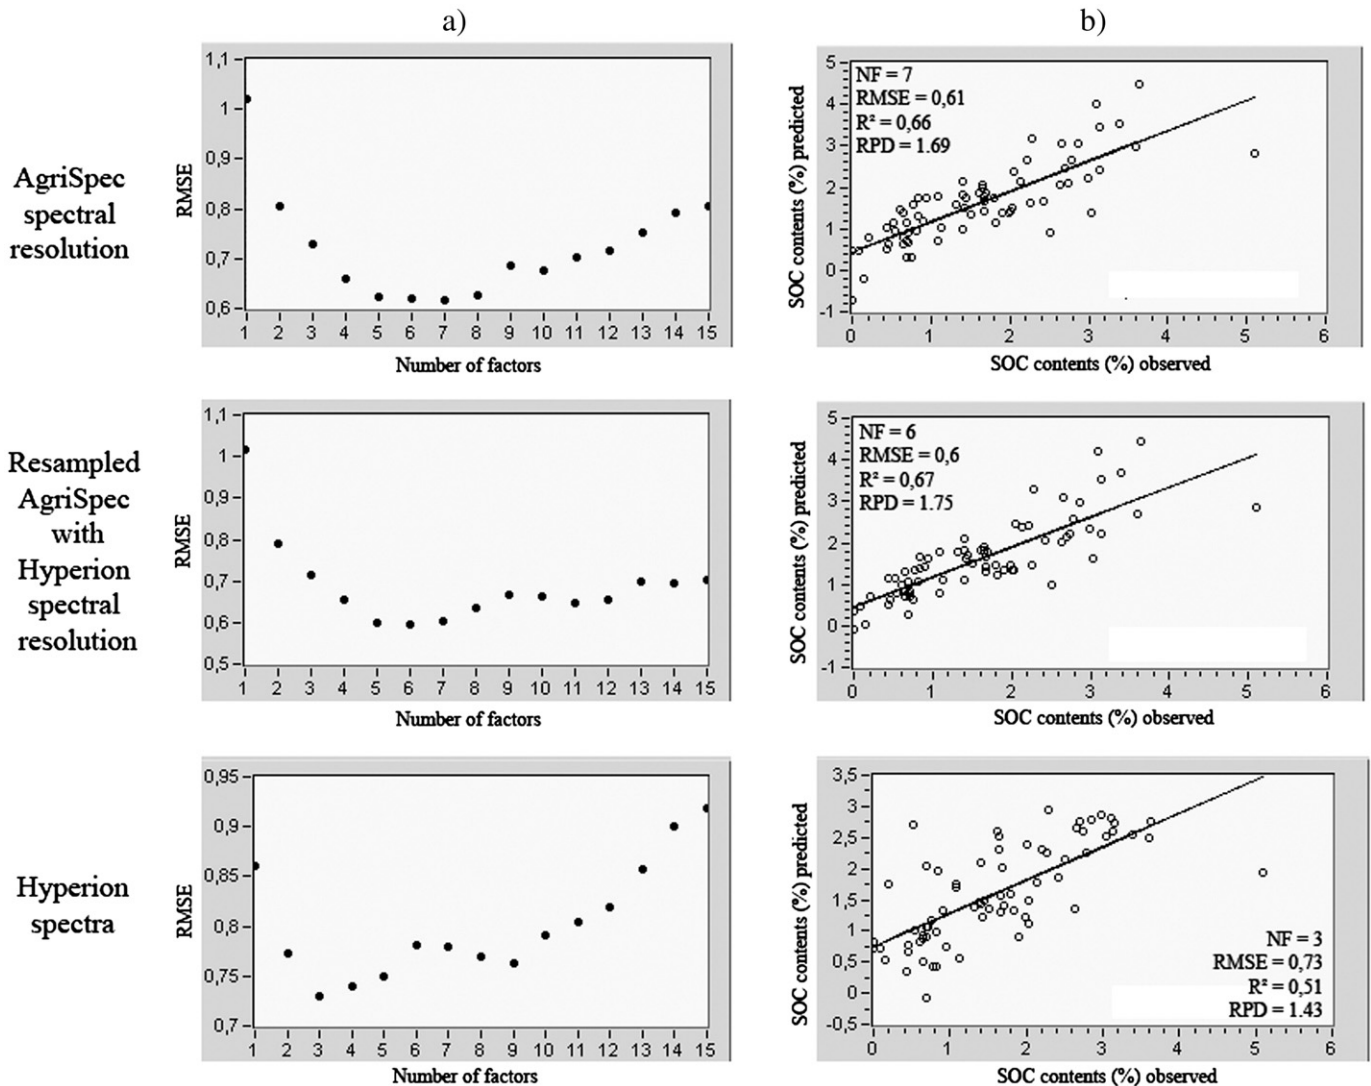 a)
b)
AgriSpec
spectral
resolution
1,1
1
0,9
0,8
0,7
0,6
RMSE
1 2 3 4 5 6 7 8 9 10 11 12 13 14 15
Number of factors
5
4
3
2
1
0
-1
SOC contents (%) predicted
NF = 7
RMSE = 0,61
R² = 0,66
RPD = 1.69
0 1 2 3 4 5 6
SOC contents (%) observed
Resampled
AgriSpec
with
Hyperion
spectral
resolution
1,1
1
0,9
0,8
0,7
0,6
0,5
RMSE
1 2 3 4 5 6 7 8 9 10 11 12 13 14 15
Number of factors
5
4
3
2
1
0
-1
SOC contents (%) predicted
NF = 6
RMSE = 0,6
R² = 0,67
RPD = 1.75
0 1 2 3 4 5 6
SOC contents (%) observed
Hyperion
spectra
0,95
0,9
0,85
0,8
0,75
0,7
RMSE
1 2 3 4 5 6 7 8 9 10 11 12 13 14 15
Number of factors
3,5
3
2,5
2
1,5
1
0,5
0
-0,5
SOC contents (%) predicted
NF = 3
RMSE = 0,73
R² = 0,51
RPD = 1.43
0 1 2 3 4 5 6
SOC contents (%) observed